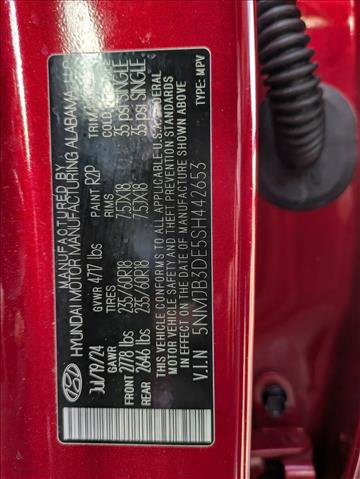 MANUFACTURED BY
HYUNDAI MOTOR MANUFACTURING ALABAMA, LLC
JUL/19/24 GVWR 4717 lbs PAINT R2P TRIM
GAWR TIRES RIMS COLD
FRONT 2778 lbs 235/60R18 7.5JX18 35 PSI SINGLE
REAR 2646 lbs 235/60R18 7.5JX18 35 PSI SINGLE
THIS VEHICLE CONFORMS TO ALL APPLICABLE U.S.A. FEDERAL
MOTOR VEHICLE SAFETY AND THEFT PREVENTION
STANDARDS IN EFFECT ON THE DATE OF
MANUFACTURE SHOWN ABOVE.
V.I.N 5NMJB3DE5SH442653 TYPE: MPV